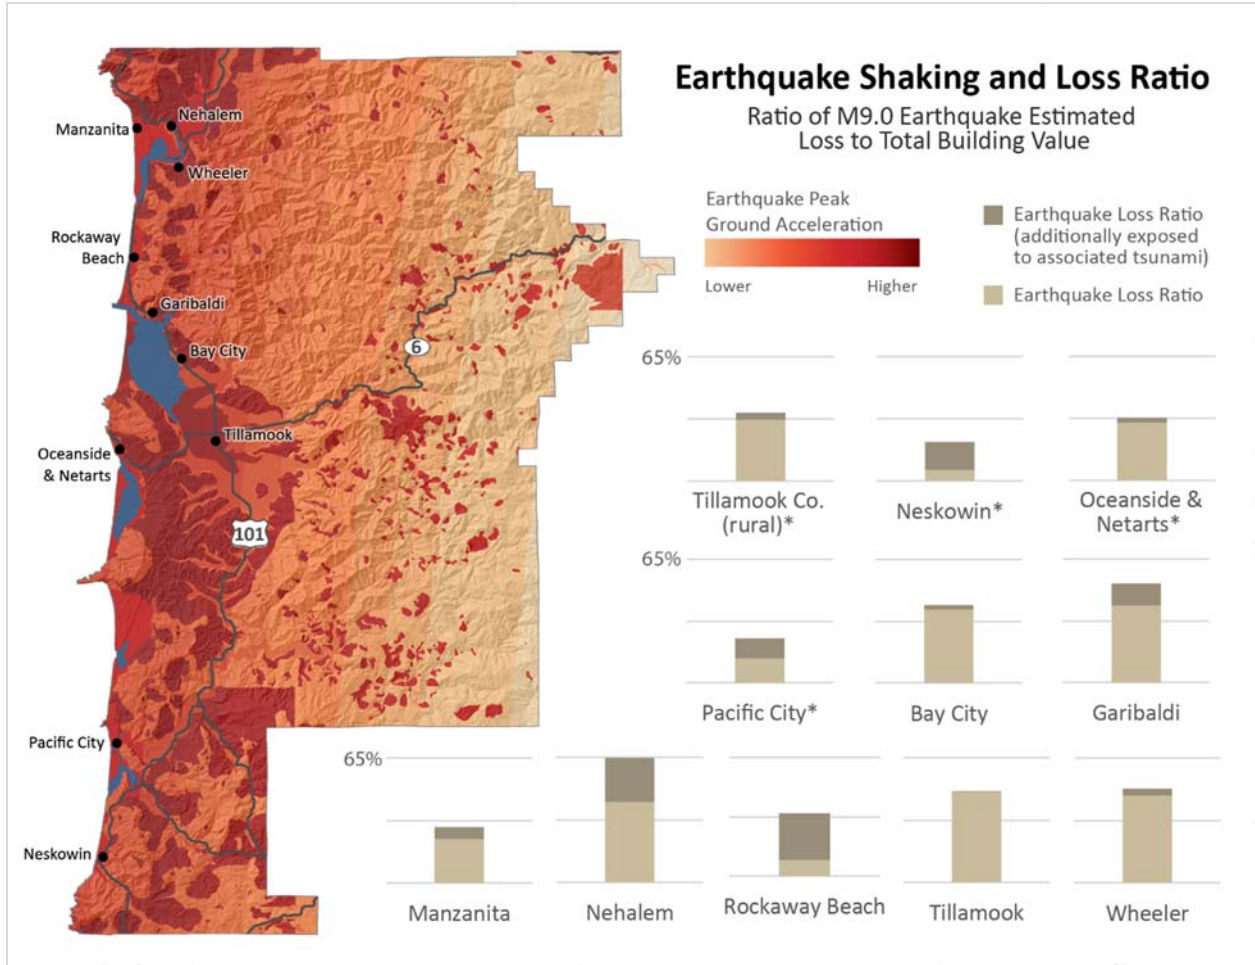 Earthquake Shaking and Loss Ratio
Ratio of M9.0 Earthquake Estimated
Loss to Total Building Value
Earthquake Peak
Ground Acceleration
Lower
Higher
Earthquake Loss Ratio
(additionally exposed
to associated tsunami)
Earthquake Loss Ratio
Nehalem
Manzanita
Wheeler
Rockaway
Beach
Garibaldi
Bay City
6
Tillamook
Oceanside
& Netarts
101
Pacific City
Neskowin
65%
Tillamook Co.
(rural)*
Neskowin*
Oceanside &
Netarts*
65%
Pacific City*
Bay City
Garibaldi
65%
Manzanita
Nehalem
Rockaway Beach
Tillamook
Wheeler